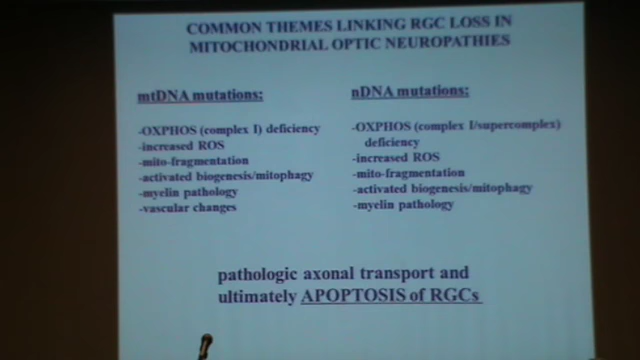 COMMON THEMES LINKING RGC LOSS IN
MITOCHONDRIAL OPTIC NEUROPATHIES
mtDNA mutations:
-OXPHOS (complex I) deficiency
-increased ROS
-mito-fragmentation
-activated biogenesis/mitophagy
-myelin pathology
-vascular changes
nDNA mutations:
-OXPHOS (complex I/supercomplex)
deficiency
-increased ROS
-mito-fragmentation
-activated biogenesis/mitophagy
-myelin pathology
pathologic axonal transport and
ultimately APOPTOSIS of RGCs